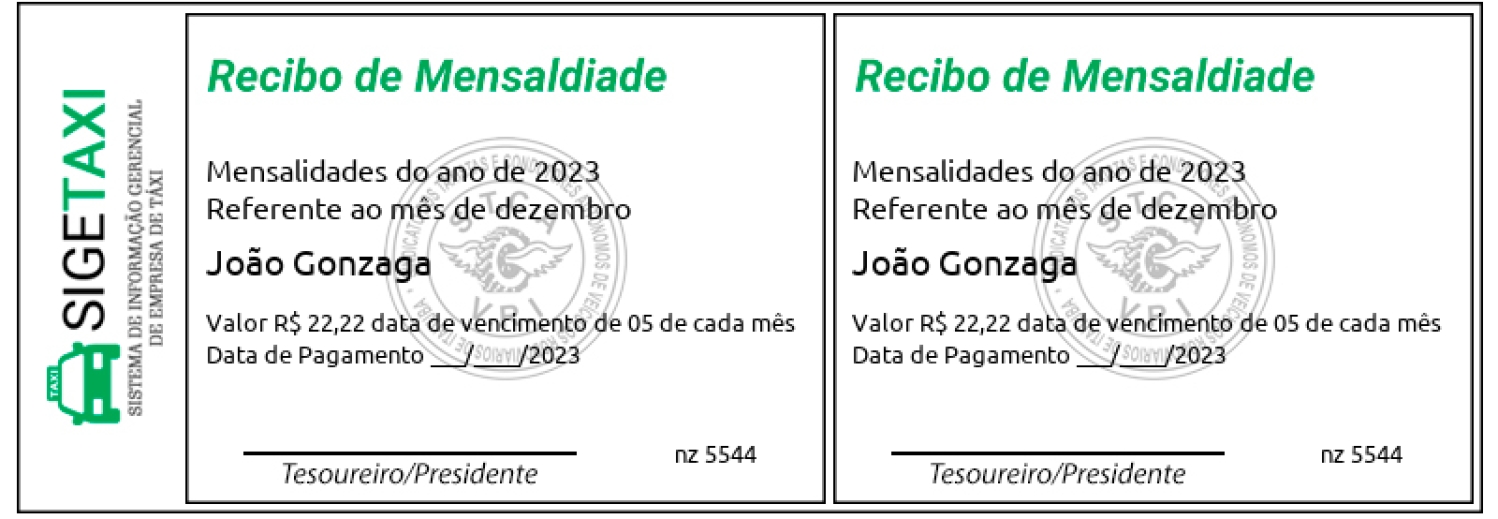 SIGETAXI
SISTEMA DE INFORMAÇÃO GERENCIAL
DE EMPRESA DE TÁXI
TAXI
Recibo de Mensaldiade
Mensalidades do ano de 2023
Referente ao mês de dezembro
João Gonzaga
Valor R$ 22,22 data de vencimento de 05 de cada mês
Data de Pagamento ___/____/2023
Tesoureiro/Presidente
nz 5544
STCA
VRI
Recibo de Mensaldiade
Mensalidades do ano de 2023
Referente ao mês de dezembro
João Gonzaga
Valor R$ 22,22 data de vencimento de 05 de cada mês
Data de Pagamento ___/____/2023
Tesoureiro/Presidente
nz 5544
STCA
VRI